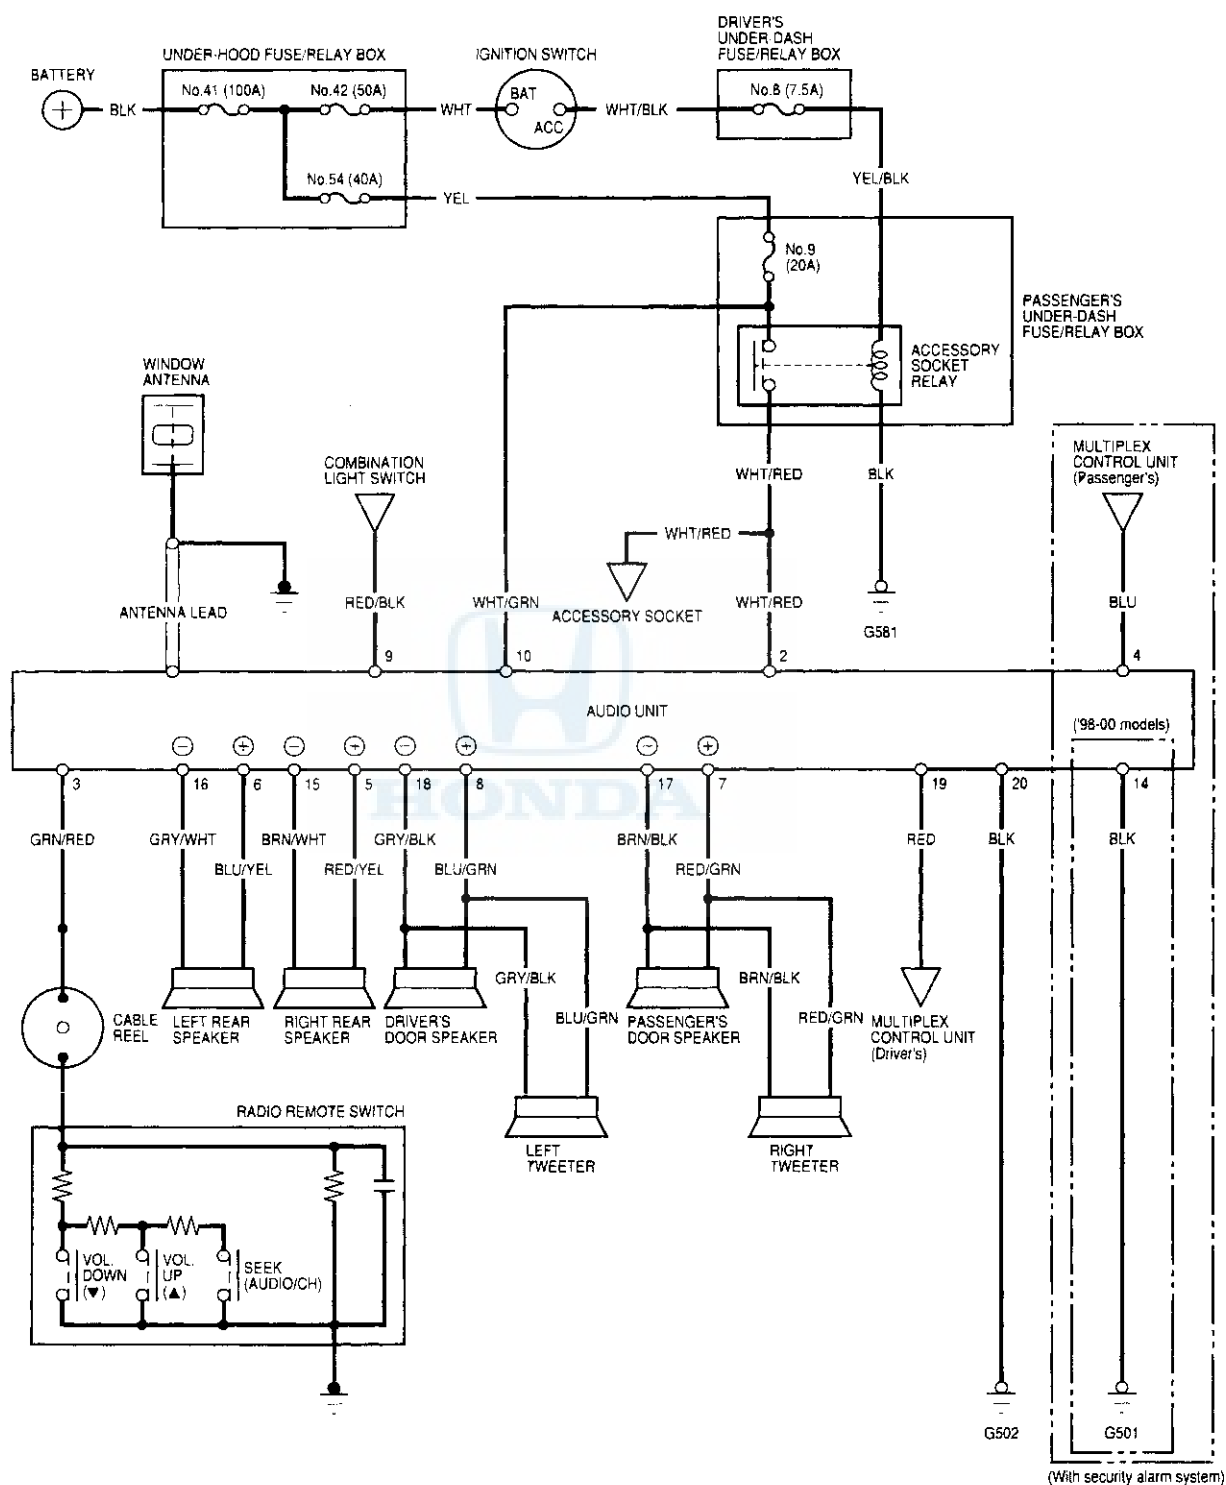 DRIVER'S
UNDER-DASH
FUSE/RELAY BOX
UNDER-HOOD FUSE/RELAY BOX
IGNITION SWITCH
BATTERY
No.41 (100A)
No.42 (50A)
BAT
ACC
BLK
WHT
WHT/BLK
No.54 (40A)
YEL
YEL/BLK
No.9
(20A)
PASSENGER'S
UNDER-DASH
FUSE/RELAY BOX
ACCESSORY
SOCKET
RELAY
WINDOW
ANTENNA
COMBINATION
LIGHT SWITCH
WHT/RED
BLK
MULTIPLEX
CONTROL UNIT
(Passenger's)
WHT/RED
ANTENNA LEAD
RED/BLK
WHT/GRN
ACCESSORY SOCKET
WHT/RED
G581
BLU
9
10
2
4
AUDIO UNIT
('98-00 models)
HONDA
3
16
6
15
5
18
8
17
7
19
20
14
GRN/RED
GRY/WHT
BRN/WHT
GRY/BLK
BRN/BLK
RED
BLK
BLK
BLU/YEL
RED/YEL
BLU/GRN
RED/GRN
GRY/BLK
BRN/BLK
BLU/GRN
RED/GRN
CABLE
REEL
LEFT REAR
SPEAKER
RIGHT REAR
SPEAKER
DRIVER'S
DOOR SPEAKER
PASSENGER'S
DOOR SPEAKER
MULTIPLEX
CONTROL UNIT
(Driver's)
RADIO REMOTE SWITCH
LEFT
TWEETER
RIGHT
TWEETER
VOL.
DOWN
(▼)
VOL.
UP
(▲)
SEEK
(AUDIO/CH)
G502
G501
(With security alarm system)